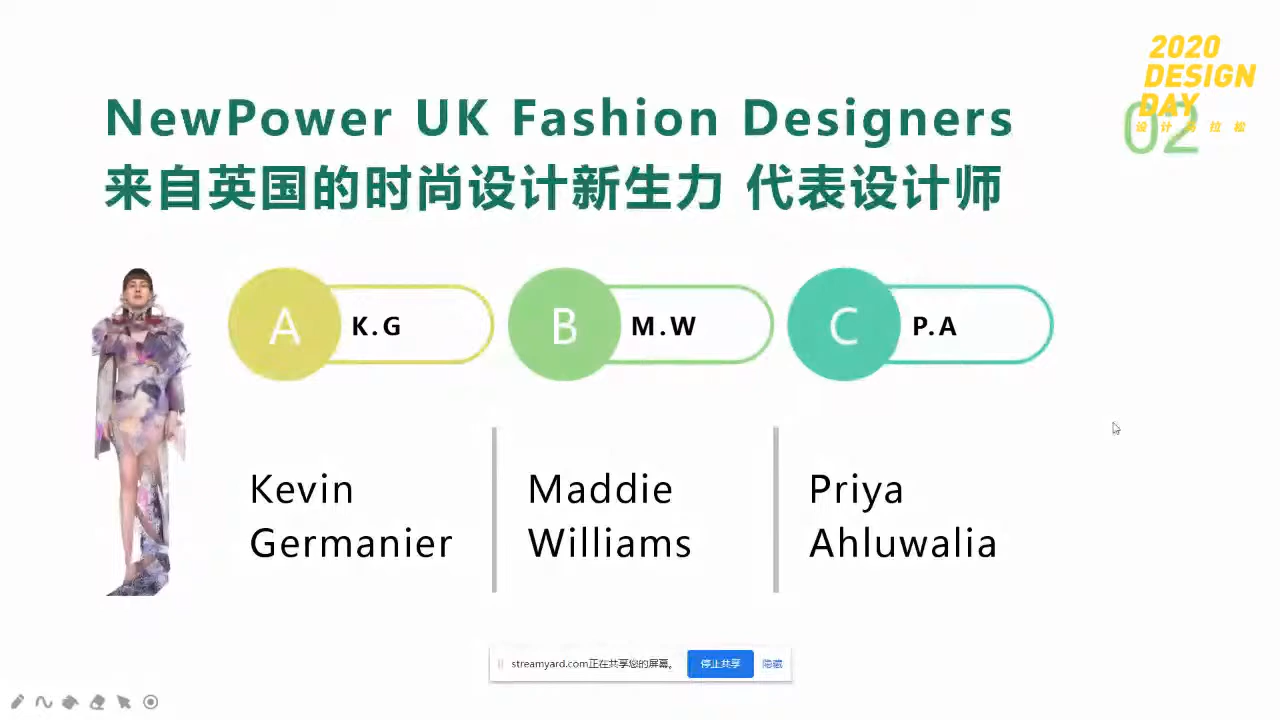 2020
DESIGN
DAY
设计马拉松
02
NewPower UK Fashion Designers
来自英国的时尚设计新生力 代表设计师
A K.G
B M.W
C P.A
Kevin
Germanier
Maddie
Williams
Priya
Ahluwalia
streamyard.com正在共享您的屏幕。 停止共享 隐藏